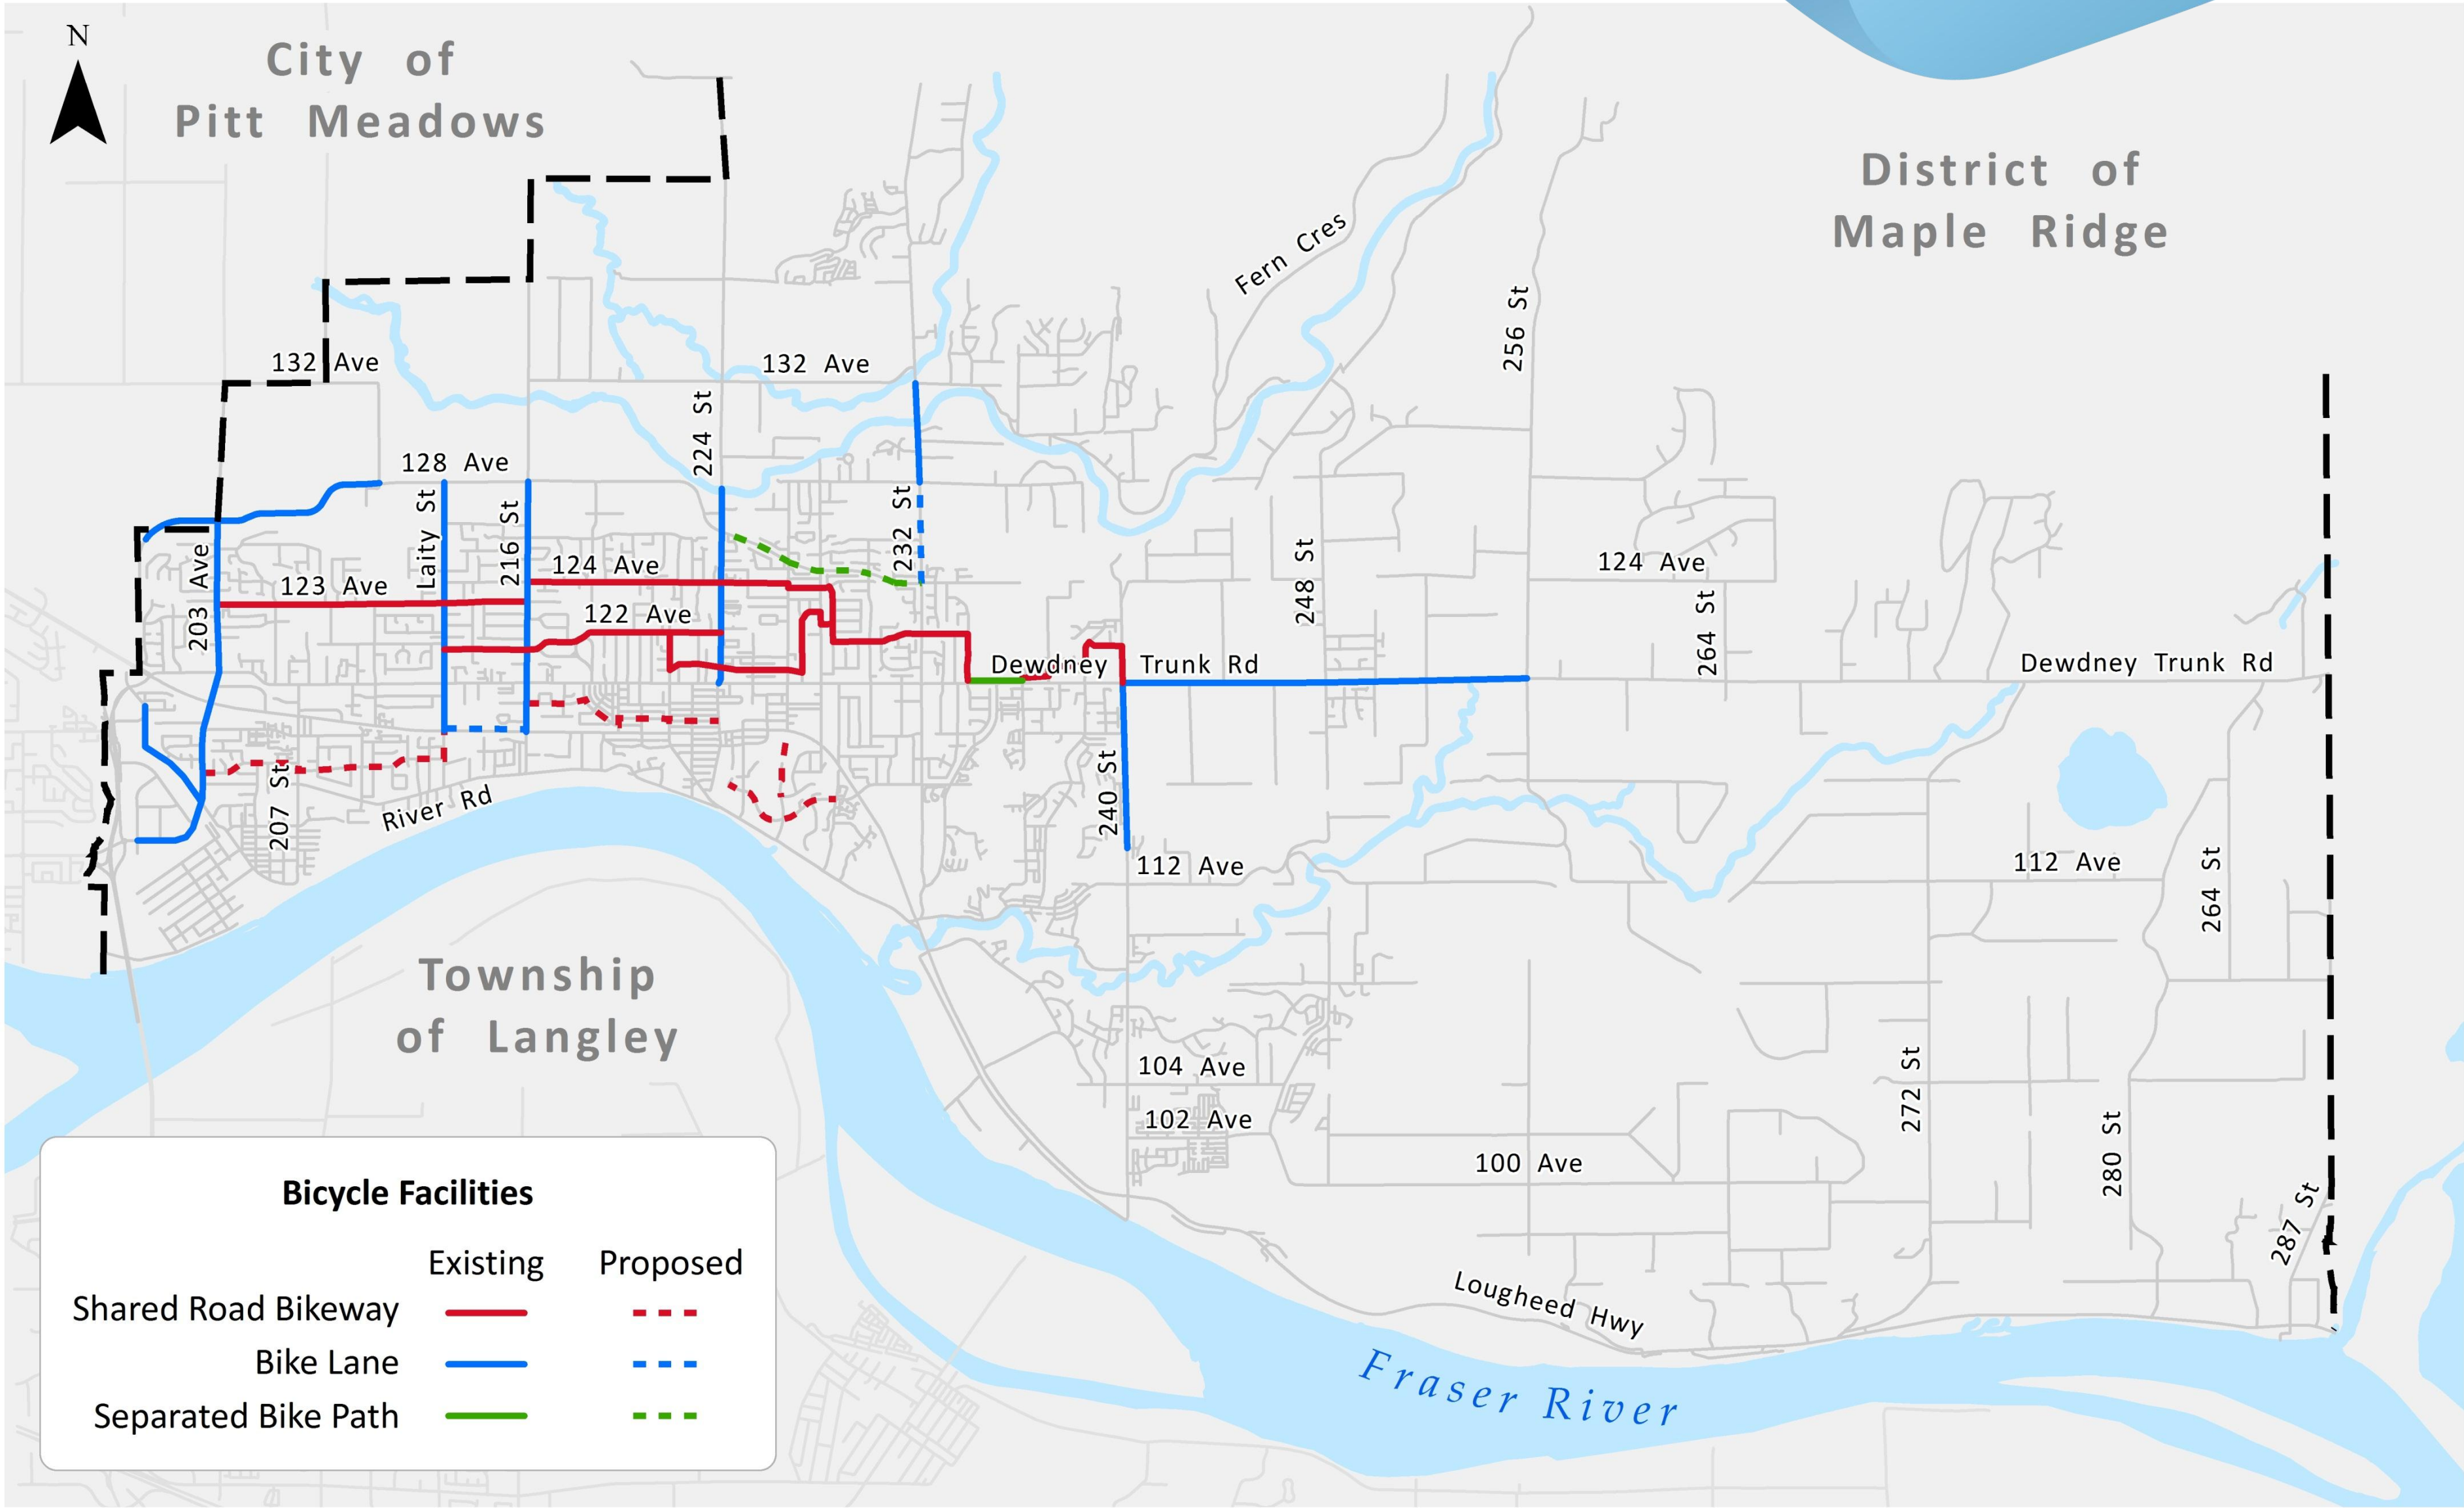 N
City of
Pitt Meadows
District of
Maple Ridge
Fern Cres
256 St
132 Ave
132 Ave
224 St
128 Ave
Laity St
216 St
232 St
203 Ave
123 Ave
124 Ave
122 Ave
248 St
124 Ave
264 St
Dewdney Trunk Rd
Dewdney Trunk Rd
207 St
River Rd
240 St
112 Ave
112 Ave
264 St
Township
of Langley
104 Ave
102 Ave
100 Ave
272 St
280 St
287 St
Lougheed Hwy
Fraser River
Bicycle Facilities
Existing Proposed
Shared Road Bikeway
Bike Lane
Separated Bike Path